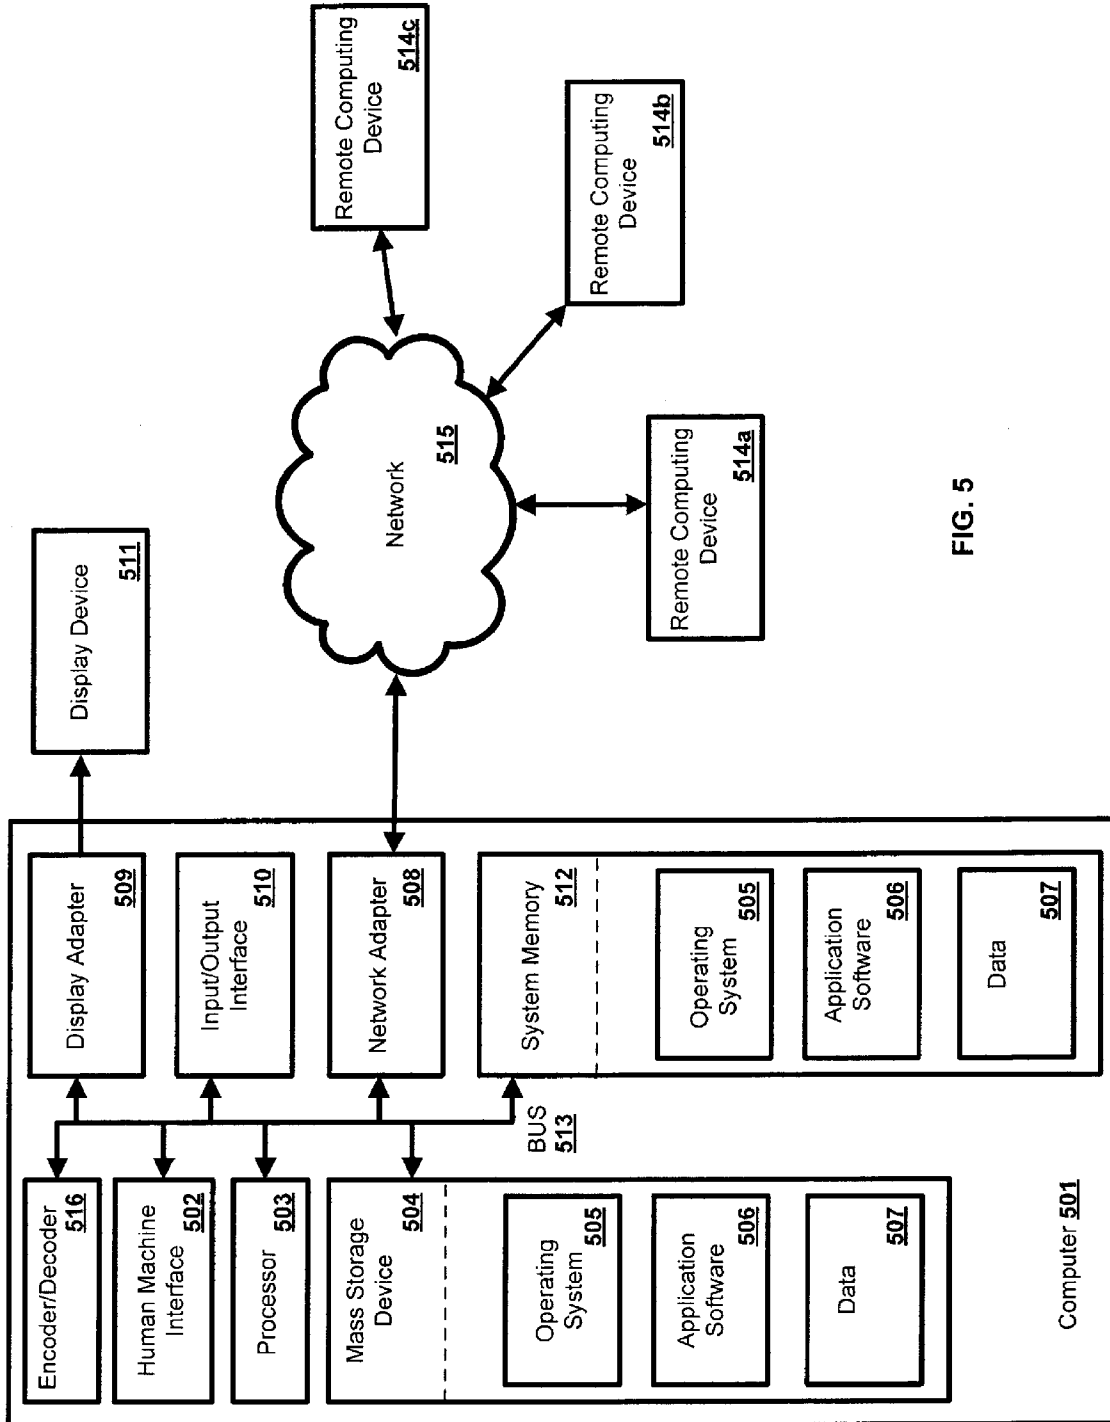 Encoder/Decoder
516
Human Machine
Interface
502
Processor
503
Mass Storage
Device
504
Operating
System
505
Application
Software
506
Data
507
Computer 501
BUS
513
Display Adapter
509
Input/Output
Interface
510
Network Adapter
508
System Memory
512
Operating
System
505
Application
Software
506
Data
507
Display Device
511
Network
515
Remote Computing
Device
514a
Remote Computing
Device
514b
Remote Computing
Device
514c
FIG. 5